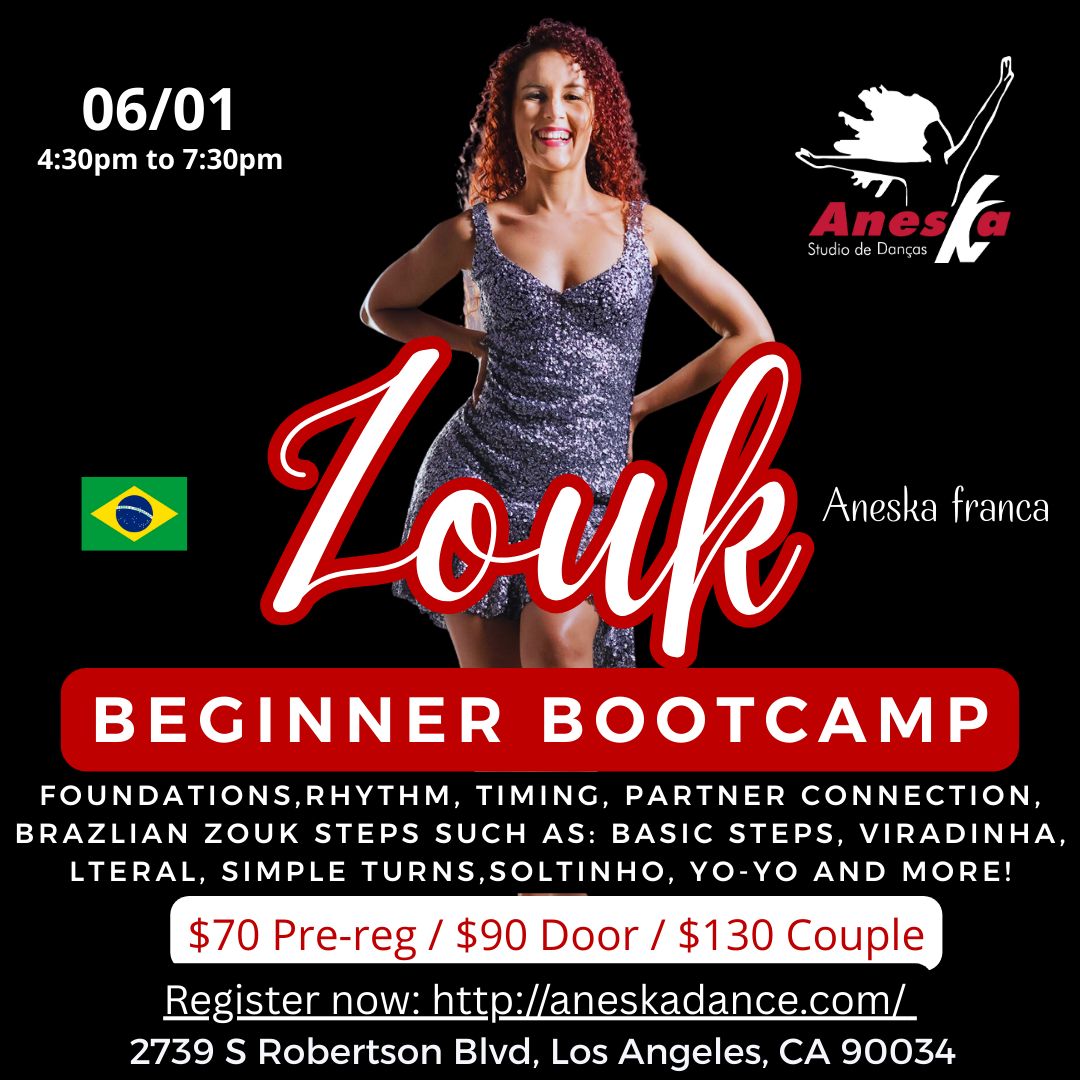 06/01
4:30pm to 7:30pm
Aneska
Studio de Danças
Zouk
Aneska franca
BEGINNER BOOTCAMP
FOUNDATIONS,RHYTHM, TIMING, PARTNER CONNECTION,
BRAZLIAN ZOUK STEPS SUCH AS: BASIC STEPS, VIRADINHA,
LTERAL, SIMPLE TURNS,SOLTINHO, YO-YO AND MORE!
$70 Pre-reg / $90 Door / $130 Couple
Register now: http://aneskadance.com/
2739 S Robertson Blvd, Los Angeles, CA 90034